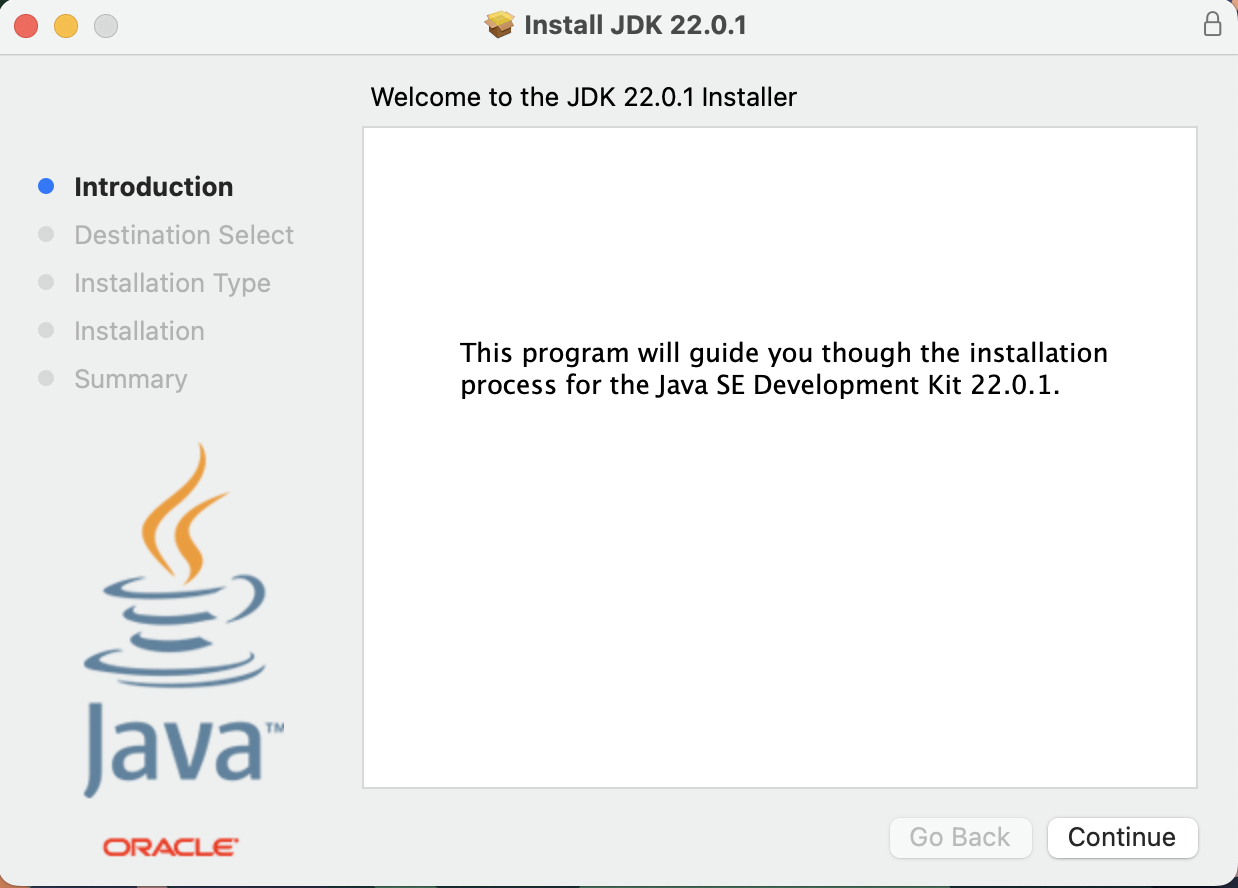 Install JDK 22.0.1
Welcome to the JDK 22.0.1 Installer
Introduction
Destination Select
Installation Type
Installation
Summary
This program will guide you though the installation
process for the Java SE Development Kit 22.0.1.
Java™
ORACLE
Go Back
Continue